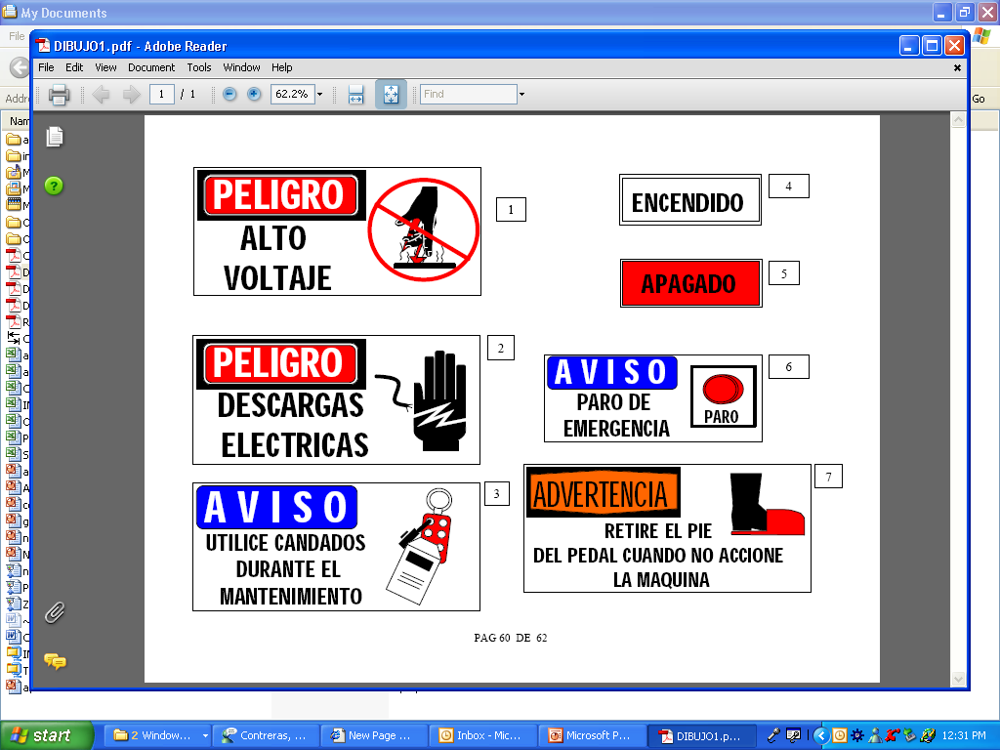 My Documents
File
DIBUJO1.pdf - Adobe Reader
File Edit View Document Tools Window Help
1 / 1 62.2% Find
Addr
Go
Nam
PELIGRO
ALTO
VOLTAJE
1
PELIGRO
DESCARGAS
ELECTRICAS
2
AVISO
UTILICE CANDADOS
DURANTE EL
MANTENIMIENTO
3
ENCENDIDO
4
APAGADO
5
AVISO
PARO DE
EMERGENCIA
PARO
6
ADVERTENCIA
RETIRE EL PIE
DEL PEDAL CUANDO NO ACCIONE
LA MAQUINA
7
PAG 60 DE 62
start
2 Window...
Contreras, ...
New Page ...
Inbox - Mic...
Microsoft P...
DIBUJO1.p...
12:31 PM